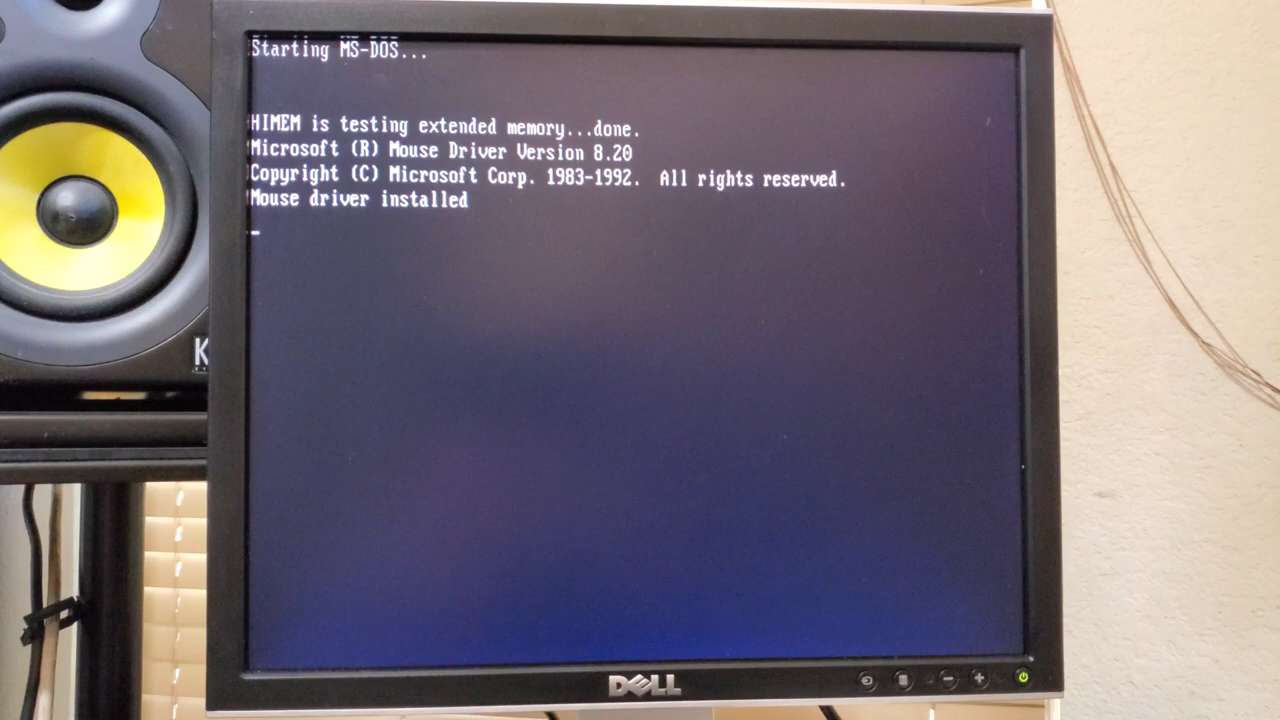 Starting MS-DOS...
HIMEM is testing extended memory...done.
Microsoft (R) Mouse Driver Version 8.20
Copyright (C) Microsoft Corp. 1983-1992.  All rights reserved.
Mouse driver installed
DELL